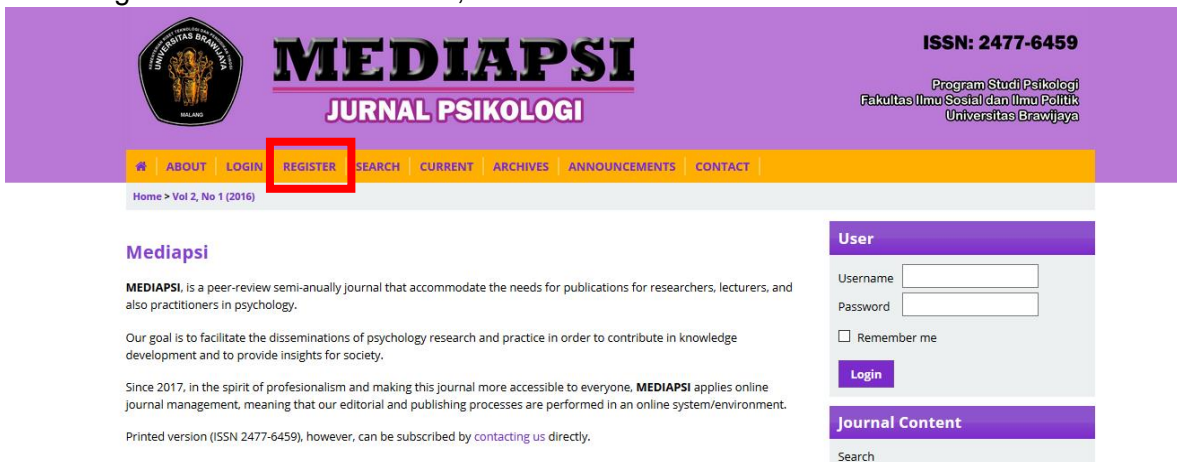 UNIVERSITAS BRAWIJAYA
MALANG
MEDIAPSI
JURNAL PSIKOLOGI
ISSN: 2477-6459
Program Studi Psikologi
Fakultas Ilmu Sosial dan Ilmu Politik
Universitas Brawijaya
ABOUT LOGIN REGISTER SEARCH CURRENT ARCHIVES ANNOUNCEMENTS CONTACT
Home > Vol 2, No 1 (2016)
Mediapsi
MEDIAPSI, is a peer-review semi-anually journal that accommodate the needs for publications for researchers, lecturers, and
also practitioners in psychology.
Our goal is to facilitate the disseminations of psychology research and practice in order to contribute in knowledge
development and to provide insights for society.
Since 2017, in the spirit of profesionalism and making this journal more accessible to everyone, MEDIAPSI applies online
journal management, meaning that our editorial and publishing processes are performed in an online system/environment.
Printed version (ISSN 2477-6459), however, can be subscribed by contacting us directly.
User
Username
Password
Remember me
Login
Journal Content
Search